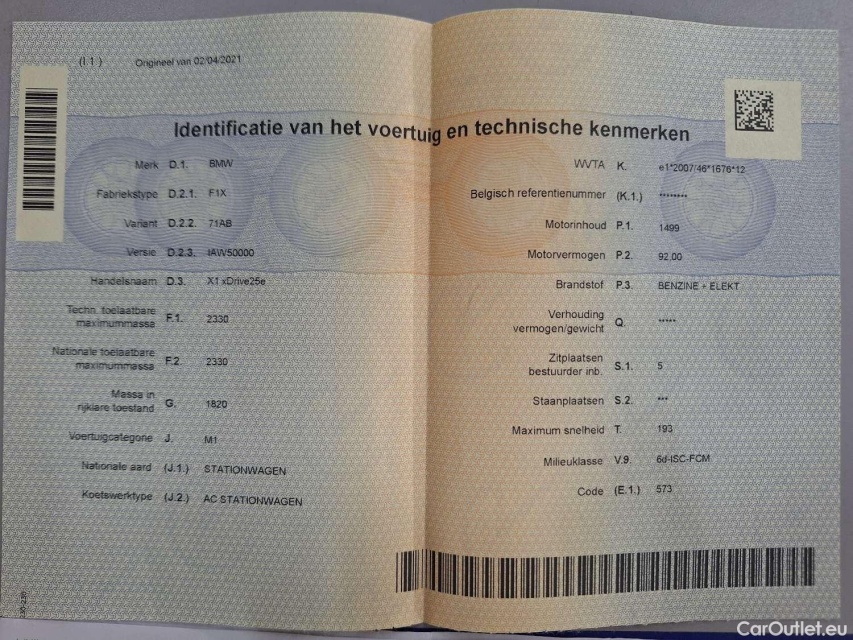 (I.1.) Origineel van 02/04/2021
Identificatie van het voertuig en technische kenmerken
Merk D.1. BMW
Fabriekstype D.2.1. F1X
Variant D.2.2. 71AB
Versie D.2.3. IAW50000
Handelsnaam D.3. X1 xDrive25e
Techn. toelaatbare
maximummassa F.1. 2330
Nationale toelaatbare
maximummassa F.2. 2330
Massa in
rijklare toestand G. 1820
Voertuigcategorie J. M1
Nationale aard (J.1.) STATIONWAGEN
Koetswerktype (J.2.) AC STATIONWAGEN
WVTA K. e1*2007/46*1676*12
Belgisch referentienummer (K.1.) ********
Motorinhoud P.1. 1499
Motorvermogen P.2. 92.00
Brandstof P.3. BENZINE + ELEKT
Verhouding
vermogen/gewicht Q. *****
Zitplaatsen
bestuurder inb. S.1. 5
Staanplaatsen S.2. ***
Maximum snelheid T. 193
Milieuklasse V.9. 6d-ISC-FCM
Code (E.1.) 573
CarOutlet.eu